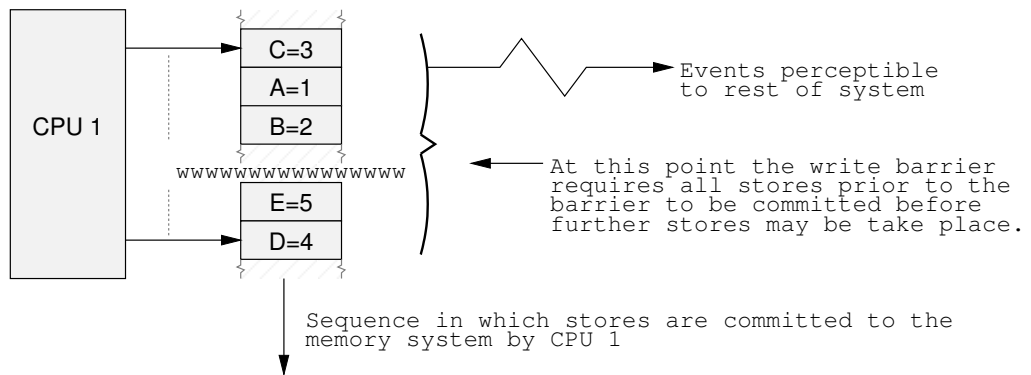 CPU 1
C=3
A=1
B=2
wwwwwwwwwwwwwwww
E=5
D=4
Events perceptible
to rest of system
At this point the write barrier
requires all stores prior to the
barrier to be committed before
further stores may be take place.
Sequence in which stores are committed to the
memory system by CPU 1